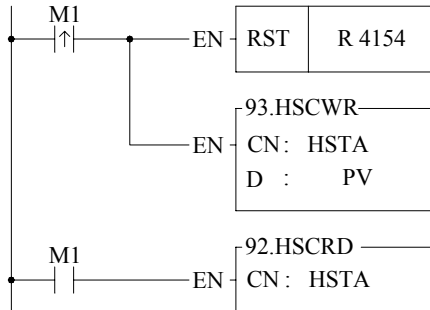 M1
EN RST R 4154
93.HSCWR
EN CN : HSTA
D : PV
M1
92.HSCRD
EN CN : HSTA